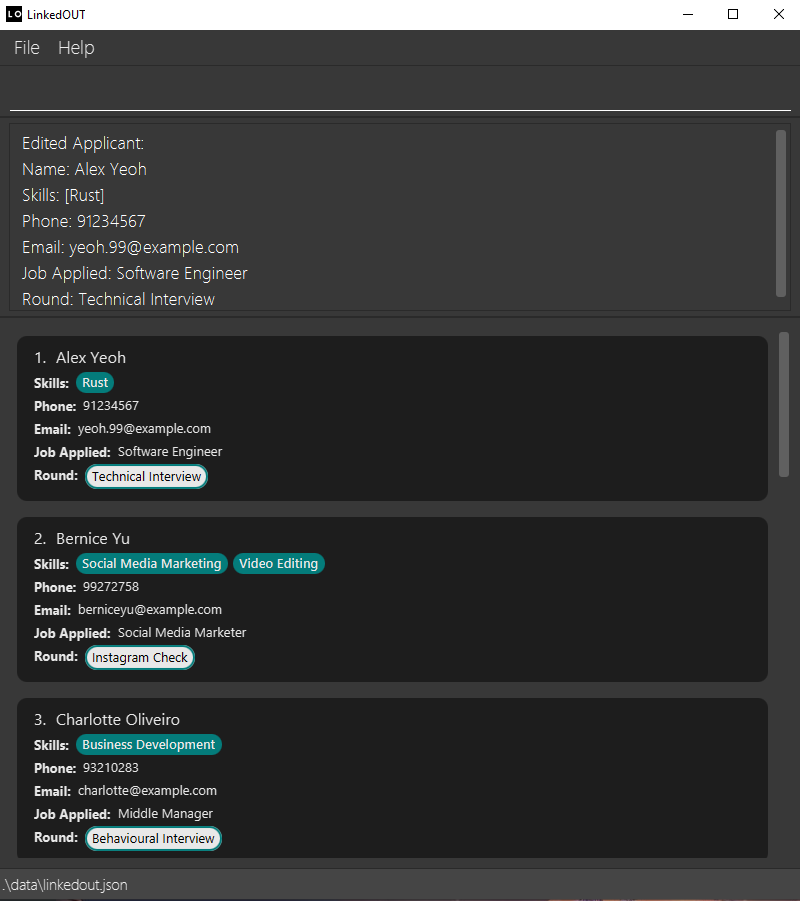 LO LinkedOUT
File Help
Edited Applicant:
Name: Alex Yeoh
Skills: [Rust]
Phone: 91234567
Email: yeoh.99@example.com
Job Applied: Software Engineer
Round: Technical Interview
1. Alex Yeoh
Skills: Rust
Phone: 91234567
Email: yeoh.99@example.com
Job Applied: Software Engineer
Round: Technical Interview
2. Bernice Yu
Skills: Social Media Marketing Video Editing
Phone: 99272758
Email: berniceyu@example.com
Job Applied: Social Media Marketer
Round: Instagram Check
3. Charlotte Oliveiro
Skills: Business Development
Phone: 93210283
Email: charlotte@example.com
Job Applied: Middle Manager
Round: Behavioural Interview
.\data\linkedout.json